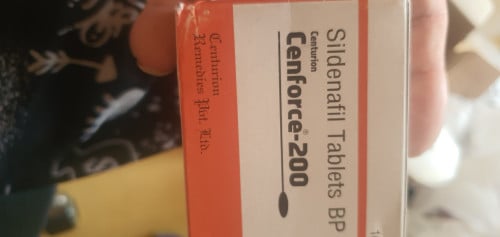 Sildenafil Tablets BP
Centurion
Cenforce®-200
Centurion
Remedies Pvt. Ltd.